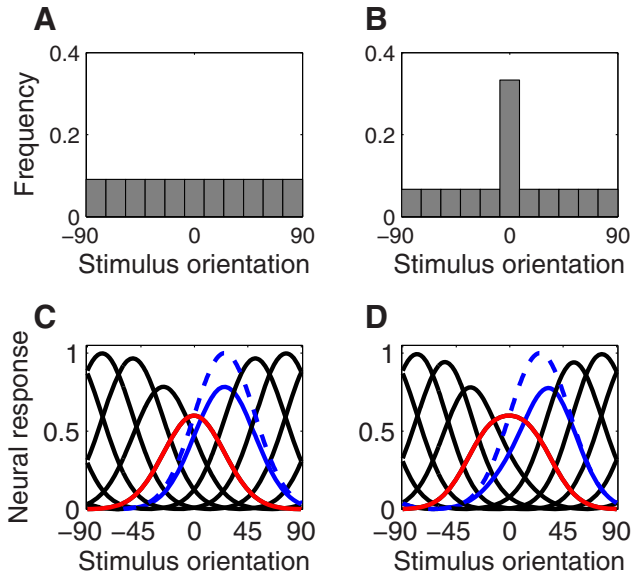 A
B
Frequency
0.4
0.2
0
−90
0
90
Stimulus orientation
0.4
0.2
0
−90
0
90
Stimulus orientation
C
D
Neural response
1
0.5
0
−90 −45 0 45 90
Stimulus orientation
1
0.5
0
−90 −45 0 45 90
Stimulus orientation